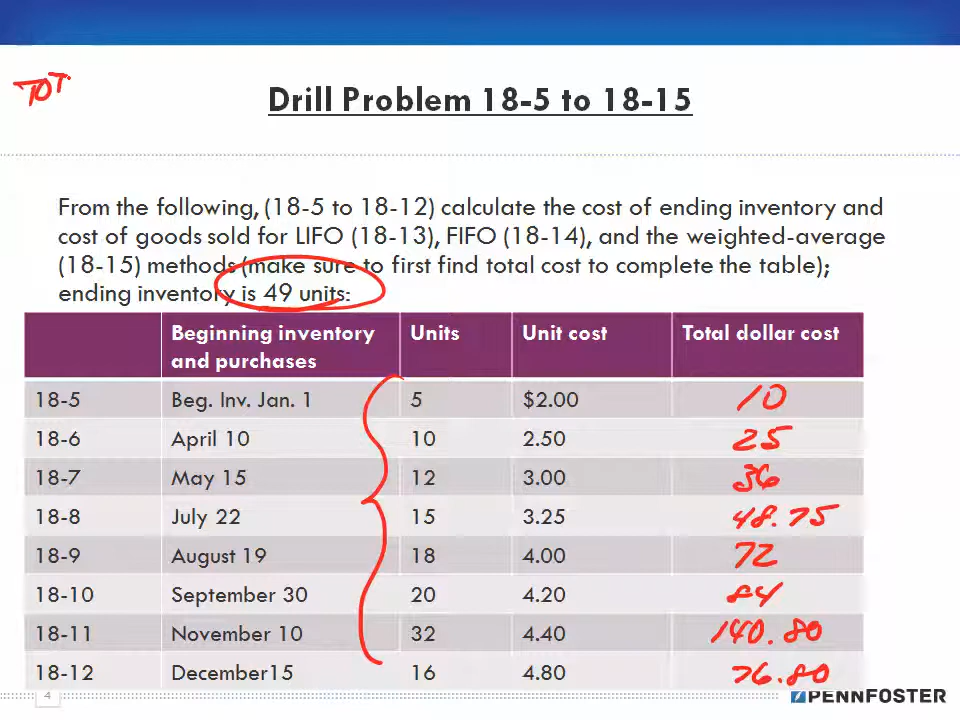 TOT
Drill Problem 18-5 to 18-15
From the following, (18-5 to 18-12) calculate the cost of ending inventory and
cost of goods sold for LIFO (18-13), FIFO (18-14), and the weighted-average
(18-15) methods (make sure to first find total cost to complete the table);
ending inventory is 49 units:
Beginning inventory and purchases Units Unit cost Total dollar cost
18-5 Beg. Inv. Jan. 1 5 $2.00 10
18-6 April 10 10 2.50 25
18-7 May 15 12 3.00 36
18-8 July 22 15 3.25 48.75
18-9 August 19 18 4.00 72
18-10 September 30 20 4.20 84
18-11 November 10 32 4.40 140.80
18-12 December15 16 4.80 76.80
4
PENNFOSTER